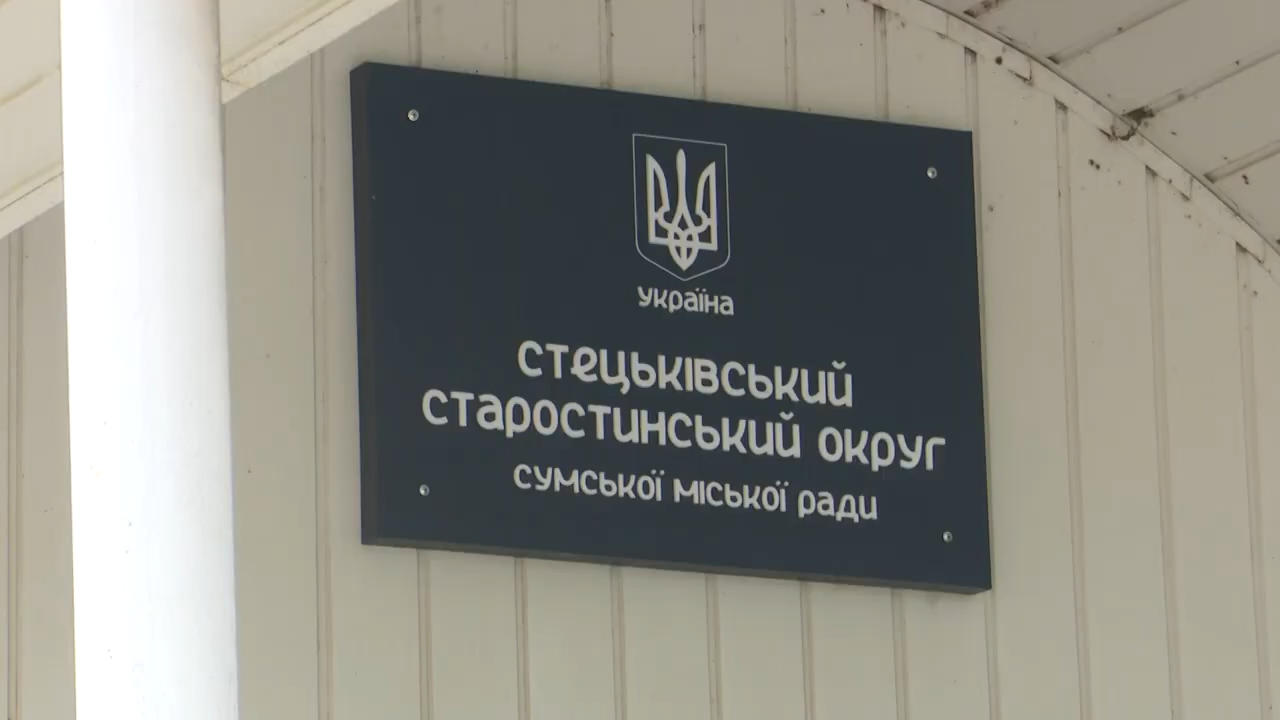 Україна
Стецьківський
старостинський округ
Сумської міської ради